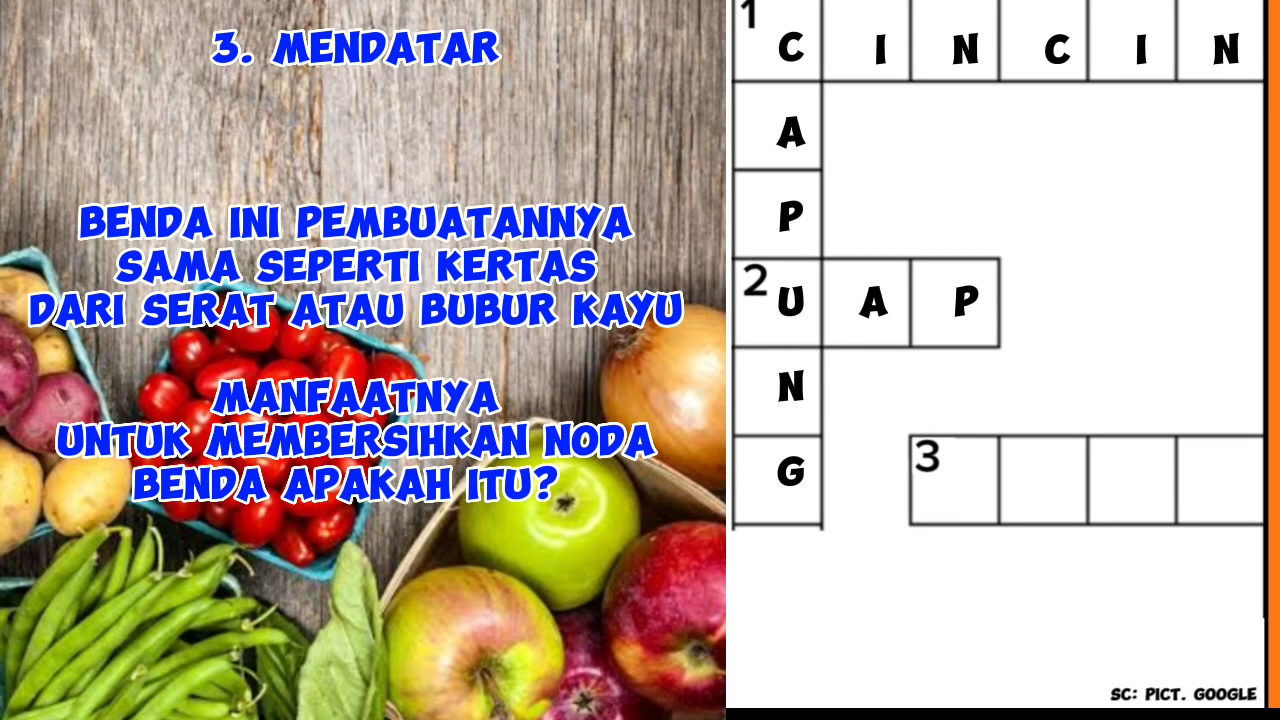 3. MENDATAR
BENDA INI PEMBUATANNYA
SAMA SEPERTI KERTAS
DARI SERAT ATAU BUBUR KAYU
MANFAATNYA
UNTUK MEMBERSIHKAN NODA
BENDA APAKAH ITU?
1
C I N C I N
A
P
2
U A P
N
G
3
SC: PICT. GOOGLE